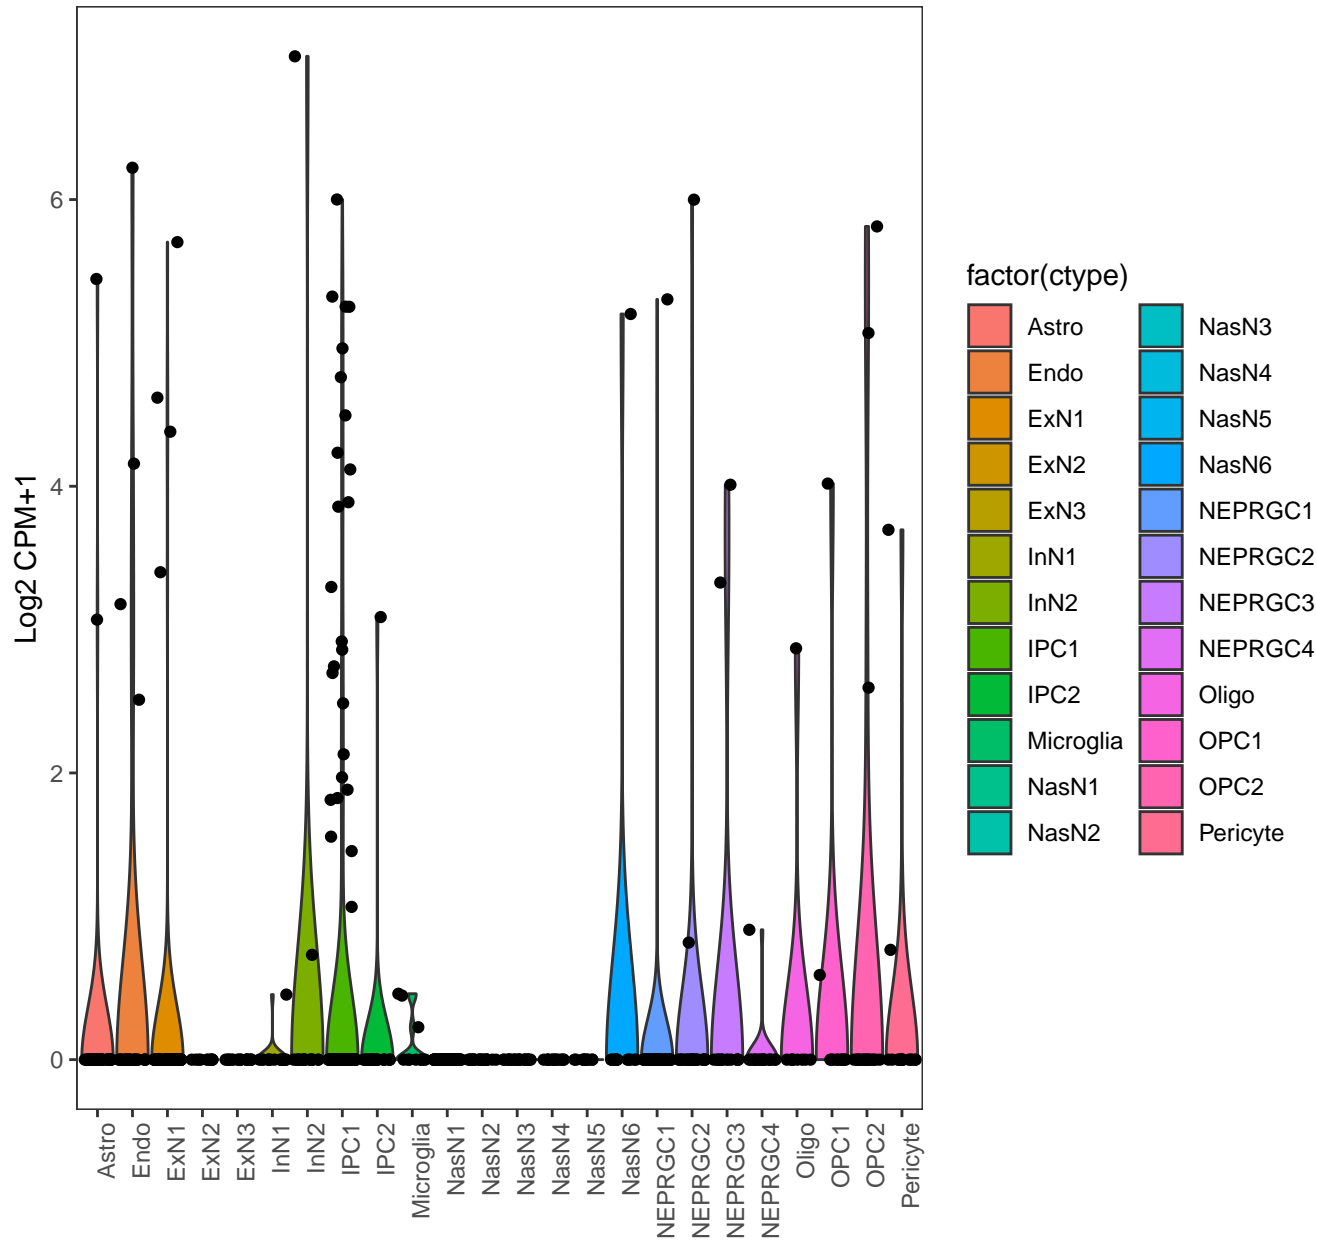 Log2 CPM+1
6
4
2
0
Astro
Endo
ExN1
ExN2
ExN3
InN1
InN2
IPC1
IPC2
Microglia
NasN1
NasN2
NasN3
NasN4
NasN5
NasN6
NEPRGC1
NEPRGC2
NEPRGC3
NEPRGC4
Oligo
OPC1
OPC2
Pericyte
factor(ctype)
Astro
Endo
ExN1
ExN2
ExN3
InN1
InN2
IPC1
IPC2
Microglia
NasN1
NasN2
NasN3
NasN4
NasN5
NasN6
NEPRGC1
NEPRGC2
NEPRGC3
NEPRGC4
Oligo
OPC1
OPC2
Pericyte